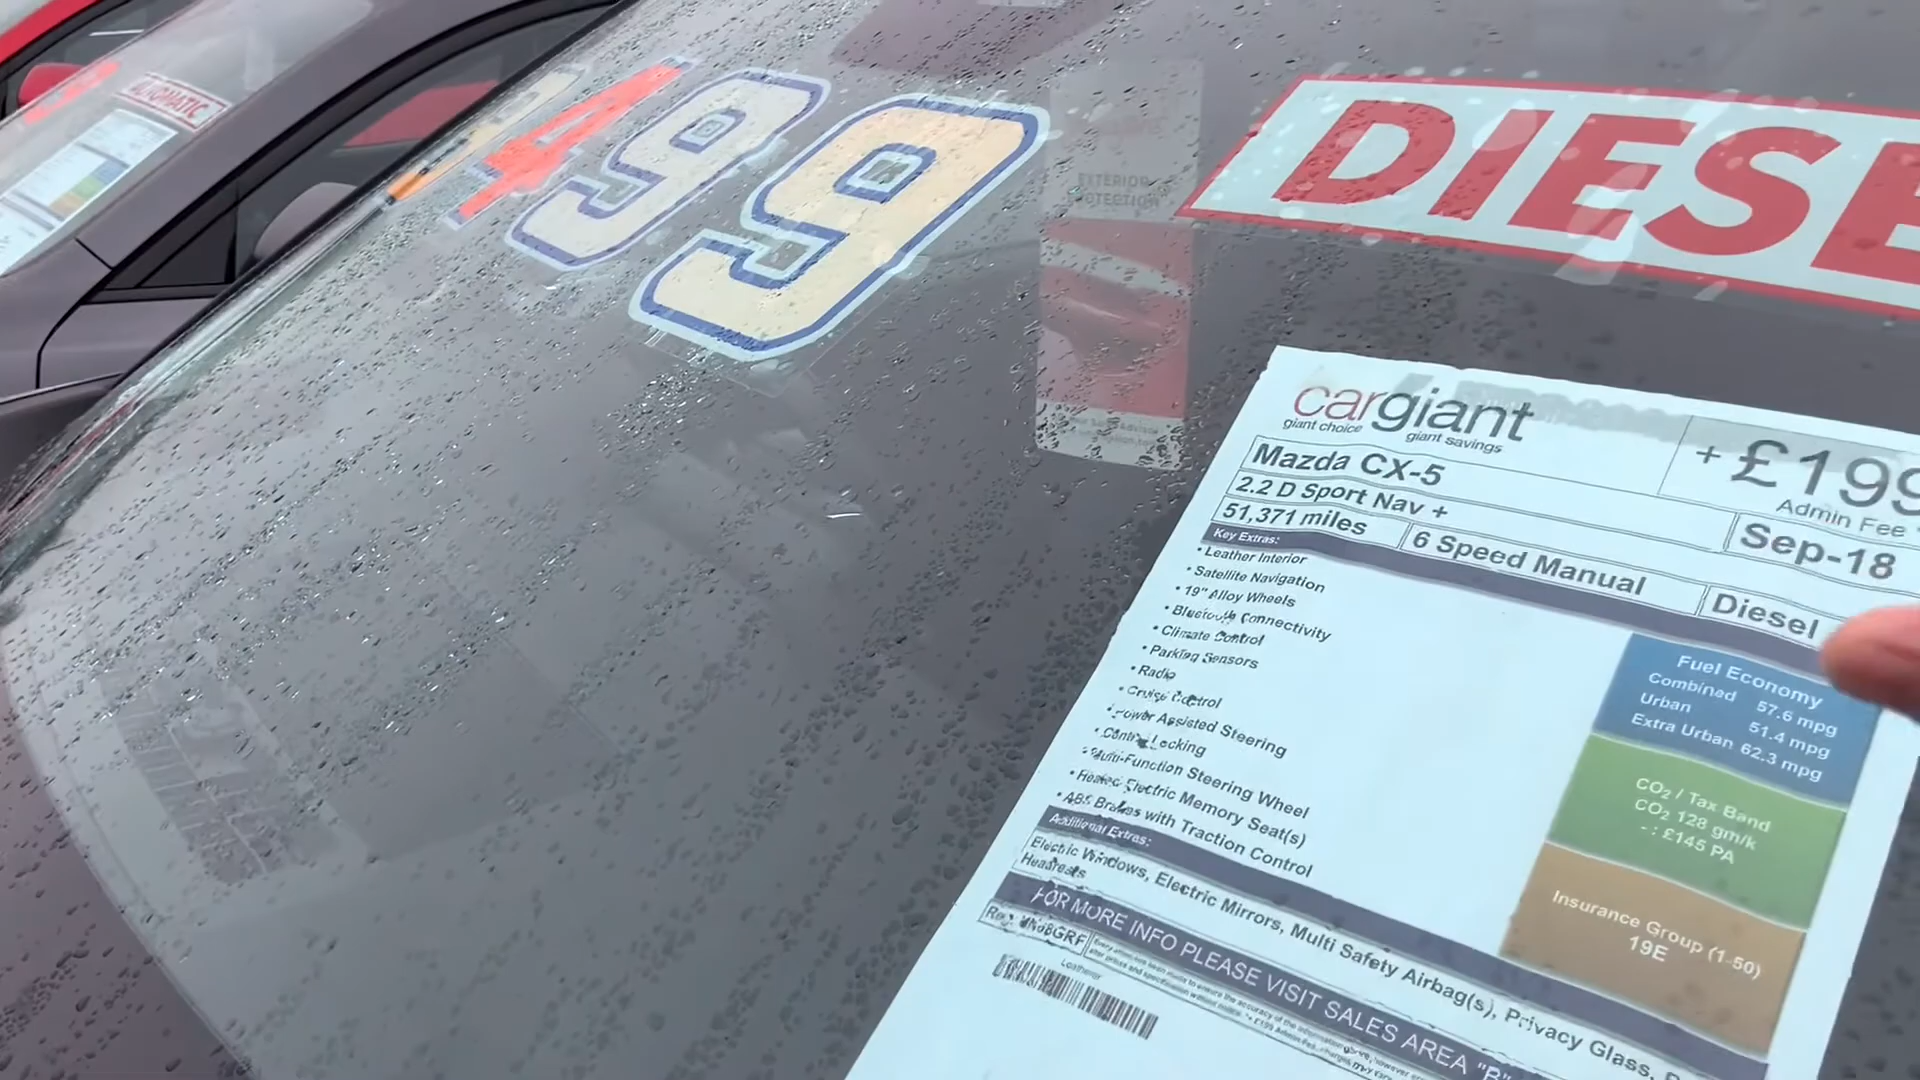 AUTOMATIC
499
DIESE
EXTERIOR
PROTECTION
cargiant
giant choice giant savings
+ £199
Admin Fee
Mazda CX-5
2.2 D Sport Nav +
Sep-18
51,371 miles
6 Speed Manual
Diesel
Key Extras:
• Leather Interior
• Satellite Navigation
• 19" Alloy Wheels
• Bluetooth Connectivity
• Climate Control
• Parking Sensors
• Radio
• Cruise Control
• Power Assisted Steering
• Central Locking
• Multi-Function Steering Wheel
• Heated Electric Memory Seat(s)
• ABS Brakes with Traction Control
Fuel Economy
Combined 57.6 mpg
Urban 51.4 mpg
Extra Urban 62.3 mpg
CO2 / Tax Band
CO2 128 gm/k
- : £145 PA
Insurance Group (1-50)
19E
Additional Extras:
Electric Windows, Electric Mirrors, Multi Safety Airbag(s), Privacy Glass,
Headrests
FOR MORE INFO PLEASE VISIT SALES AREA "B"